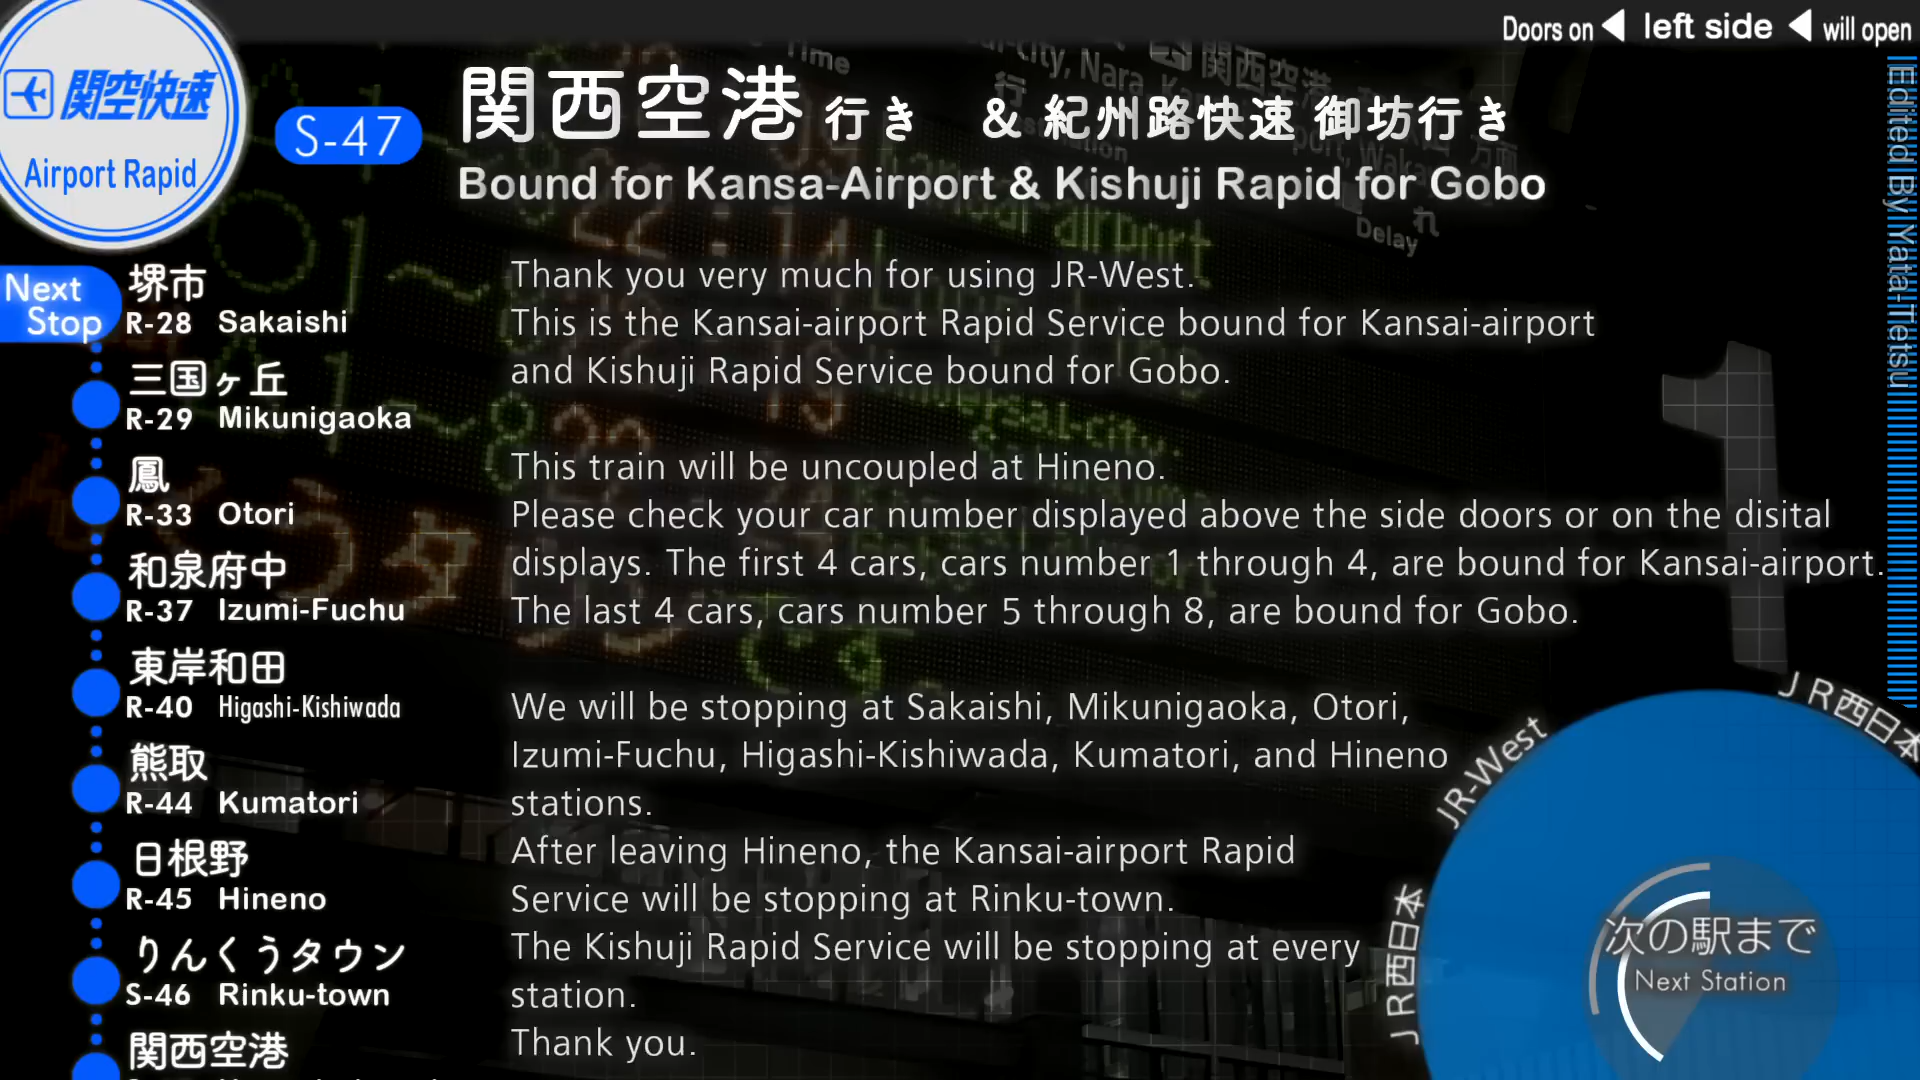 Doors on ◀ left side ◀ will open
関空快速
Airport Rapid
S-47
関西空港 行き ＆ 紀州路快速 御坊行き
Bound for Kansa-Airport & Kishuji Rapid for Gobo
Edited By Yata-Tetsu
Next
Stop
堺市
R-28 Sakaishi
三国ヶ丘
R-29 Mikunigaoka
鳳
R-33 Otori
和泉府中
R-37 Izumi-Fuchu
東岸和田
R-40 Higashi-Kishiwada
熊取
R-44 Kumatori
日根野
R-45 Hineno
りんくうタウン
S-46 Rinku-town
関西空港
Thank you very much for using JR-West.
This is the Kansai-airport Rapid Service bound for Kansai-airport
and Kishuji Rapid Service bound for Gobo.
This train will be uncoupled at Hineno.
Please check your car number displayed above the side doors or on the disital
displays. The first 4 cars, cars number 1 through 4, are bound for Kansai-airport.
The last 4 cars, cars number 5 through 8, are bound for Gobo.
We will be stopping at Sakaishi, Mikunigaoka, Otori,
Izumi-Fuchu, Higashi-Kishiwada, Kumatori, and Hineno
stations.
After leaving Hineno, the Kansai-airport Rapid
Service will be stopping at Rinku-town.
The Kishuji Rapid Service will be stopping at every
station.
Thank you.
1
JR西日本
JR-West
JR西日本
次の駅まで
Next Station
Time
Delay
22:14
Kansai airport
Universal-city